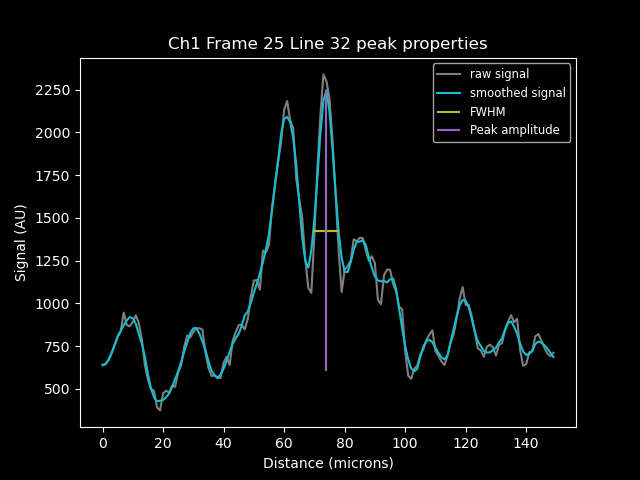 Ch1 Frame 25 Line 32 peak properties
raw signal
smoothed signal
FWHM
Peak amplitude
Signal (AU)
2250
2000
1750
1500
1250
1000
750
500
0 20 40 60 80 100 120 140
Distance (microns)